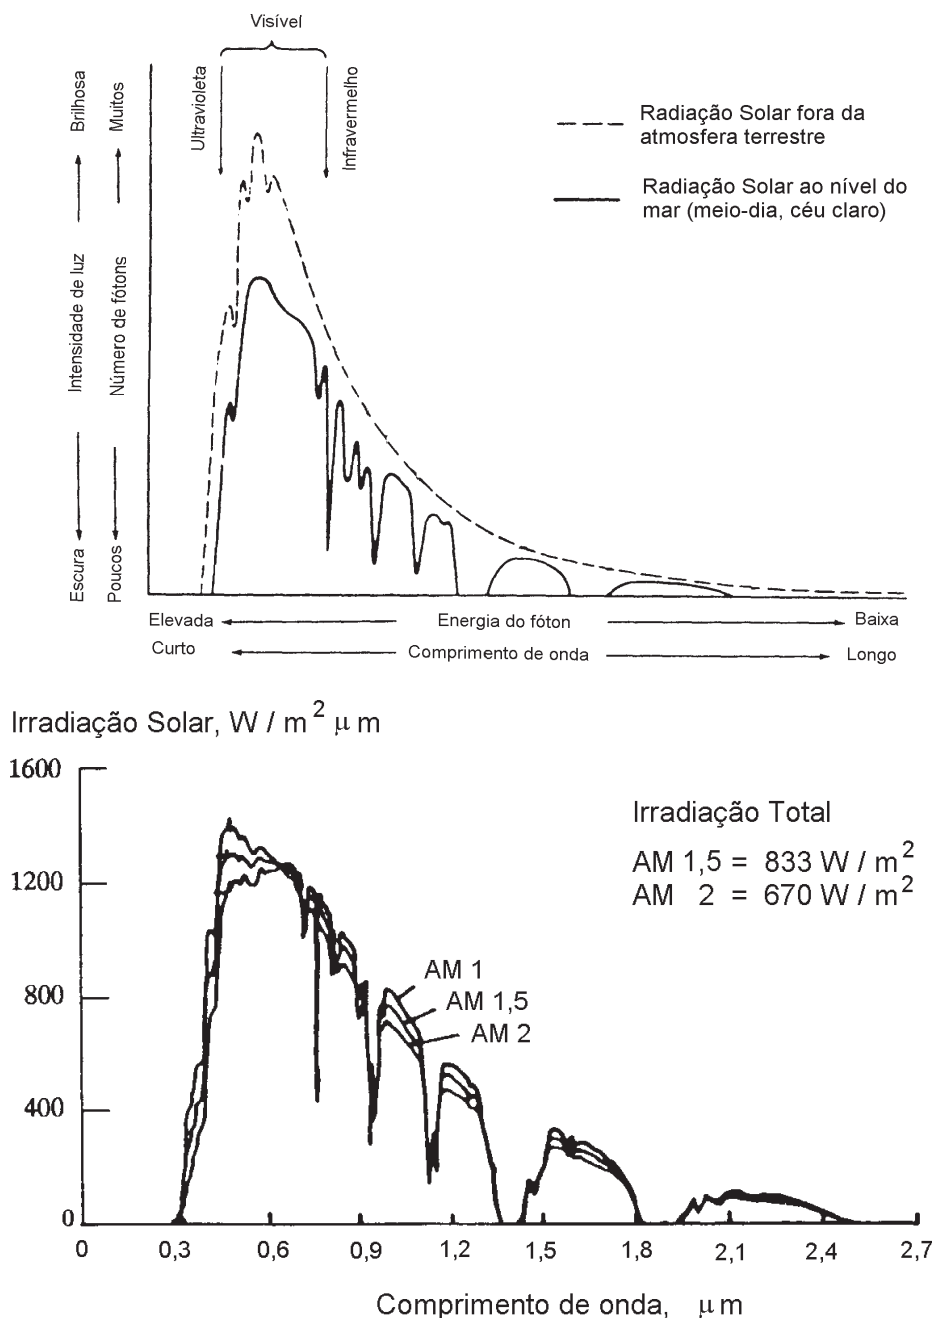 Visível
Ultravioleta
Infravermelho
Brilhosa
Muitos
Intensidade de luz
Número de fótons
Escura
Poucos
Radiação Solar fora da
atmosfera terrestre
Radiação Solar ao nível do
mar (meio-dia, céu claro)
Elevada Energia do fóton Baixa
Curto Comprimento de onda Longo
Irradiação Solar, W / m² μm
1600
1200
800
400
0
Irradiação Total
AM 1,5 = 833 W / m²
AM 2 = 670 W / m²
AM 1
AM 1,5
AM 2
0 0,3 0,6 0,9 1,2 1,5 1,8 2,1 2,4 2,7
Comprimento de onda, μm